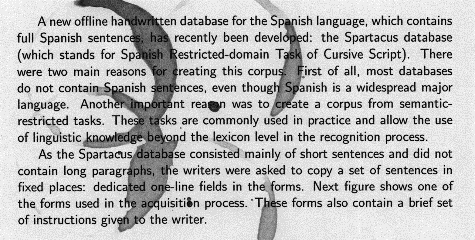 A new offline handwritten database for the Spanish language, which contains
full Spanish sentences, has recently been developed: the Spartacus database
(which stands for Spanish Restricted-domain Task of Cursive Script). There
were two main reasons for creating this corpus. First of all, most databases
do not contain Spanish sentences, even though Spanish is a widespread major
language. Another important reason was to create a corpus from semantic-
restricted tasks. These tasks are commonly used in practice and allow the use
of linguistic knowledge beyond the lexicon level in the recognition process.
As the Spartacus database consisted mainly of short sentences and did not
contain long paragraphs, the writers were asked to copy a set of sentences in
fixed places: dedicated one-line fields in the forms. Next figure shows one of
the forms used in the acquisition process. These forms also contain a brief set
of instructions given to the writer.